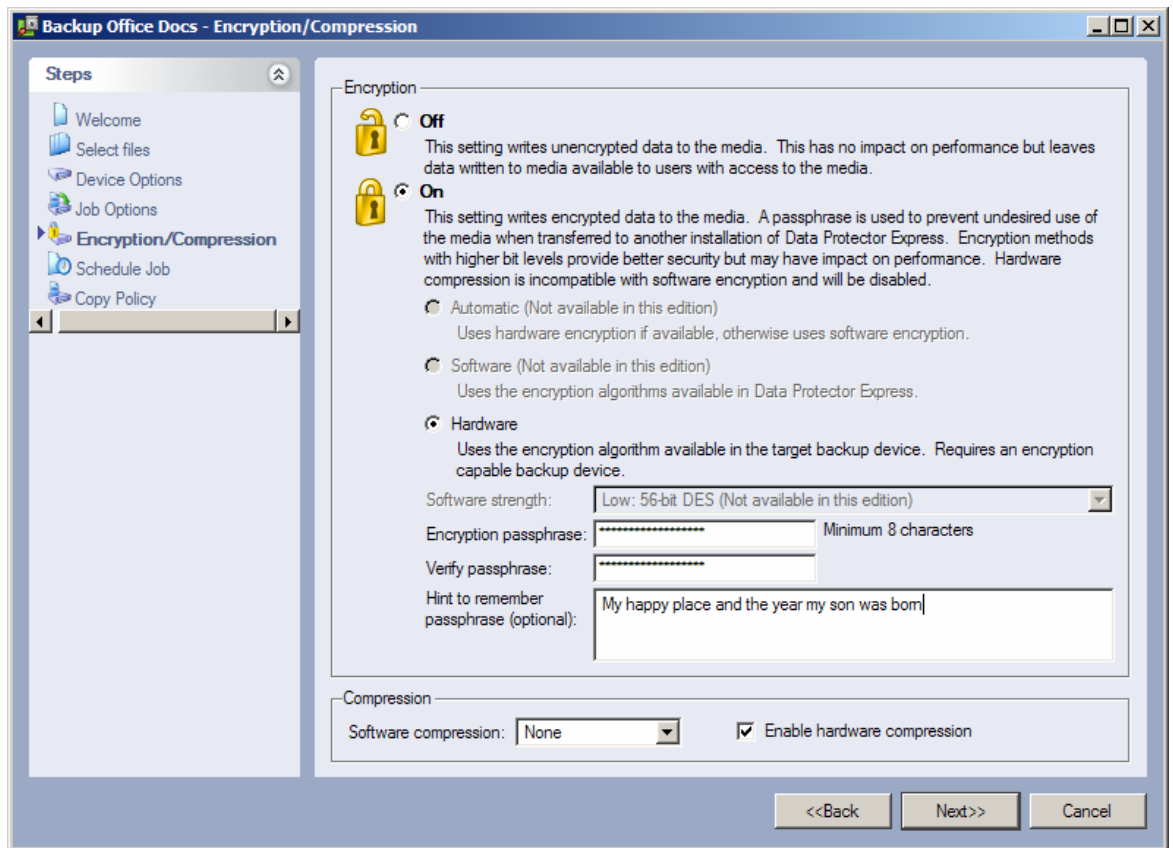 Backup Office Docs - Encryption/Compression
Steps
Welcome
Select files
Device Options
Job Options
Encryption/Compression
Schedule Job
Copy Policy
Encryption
Off
This setting writes unencrypted data to the media. This has no impact on performance but leaves
data written to media available to users with access to the media.
On
This setting writes encrypted data to the media. A passphrase is used to prevent undesired use of
the media when transferred to another installation of Data Protector Express. Encryption methods
with higher bit levels provide better security but may have impact on performance. Hardware
compression is incompatible with software encryption and will be disabled.
Automatic (Not available in this edition)
Uses hardware encryption if available, otherwise uses software encryption.
Software (Not available in this edition)
Uses the encryption algorithms available in Data Protector Express.
Hardware
Uses the encryption algorithm available in the target backup device. Requires an encryption
capable backup device.
Software strength: Low: 56-bit DES (Not available in this edition)
Encryption passphrase: ****************** Minimum 8 characters
Verify passphrase: ******************
Hint to remember
passphrase (optional): My happy place and the year my son was born
Compression
Software compression: None Enable hardware compression
<<Back Next>> Cancel